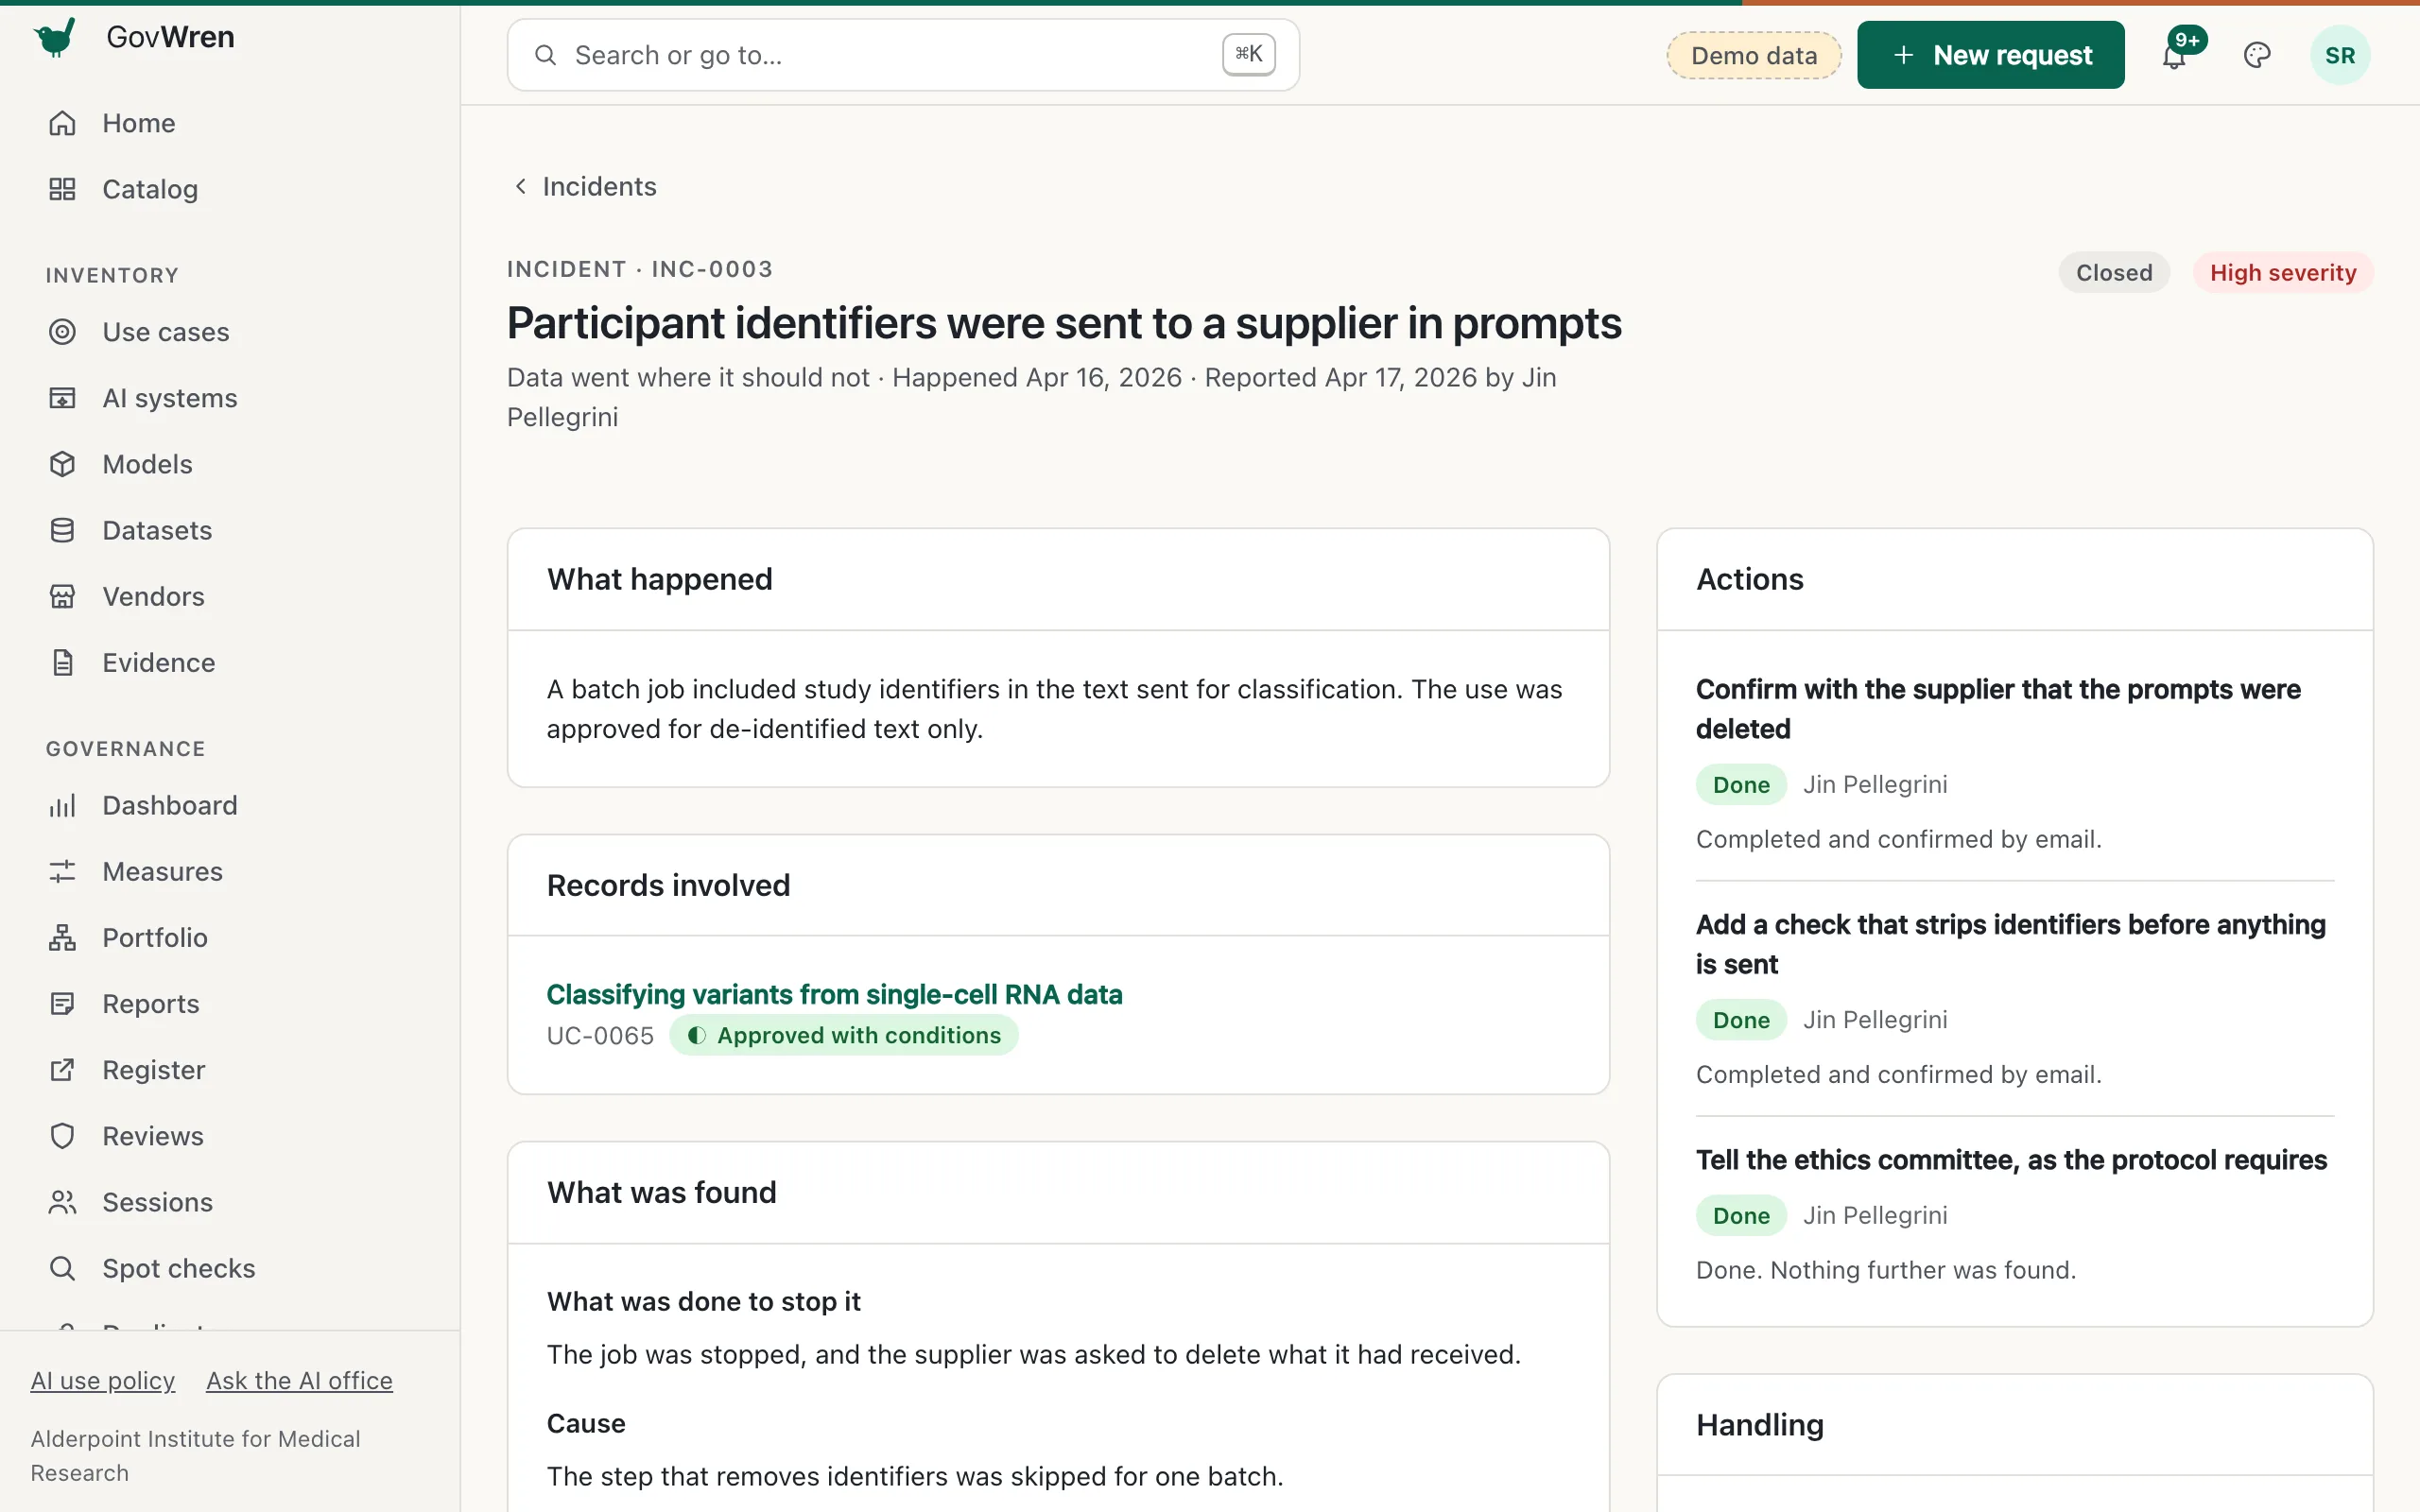 GovWren
Search or go to...
⌘K
Demo data
New request
9+
SR
Home
Catalog
INVENTORY
Use cases
AI systems
Models
Datasets
Vendors
Evidence
GOVERNANCE
Dashboard
Measures
Portfolio
Reports
Register
Reviews
Sessions
Spot checks
AI use policy
Ask the AI office
Alderpoint Institute for Medical
Research
Incidents
INCIDENT · INC-0003
Closed
High severity
Participant identifiers were sent to a supplier in prompts
Data went where it should not · Happened Apr 16, 2026 · Reported Apr 17, 2026 by Jin
Pellegrini
What happened
A batch job included study identifiers in the text sent for classification. The use was
approved for de-identified text only.
Records involved
Classifying variants from single-cell RNA data
UC-0065
Approved with conditions
What was found
What was done to stop it
The job was stopped, and the supplier was asked to delete what it had received.
Cause
The step that removes identifiers was skipped for one batch.
Actions
Confirm with the supplier that the prompts were
deleted
Done
Jin Pellegrini
Completed and confirmed by email.
Add a check that strips identifiers before anything
is sent
Done
Jin Pellegrini
Completed and confirmed by email.
Tell the ethics committee, as the protocol requires
Done
Jin Pellegrini
Done. Nothing further was found.
Handling